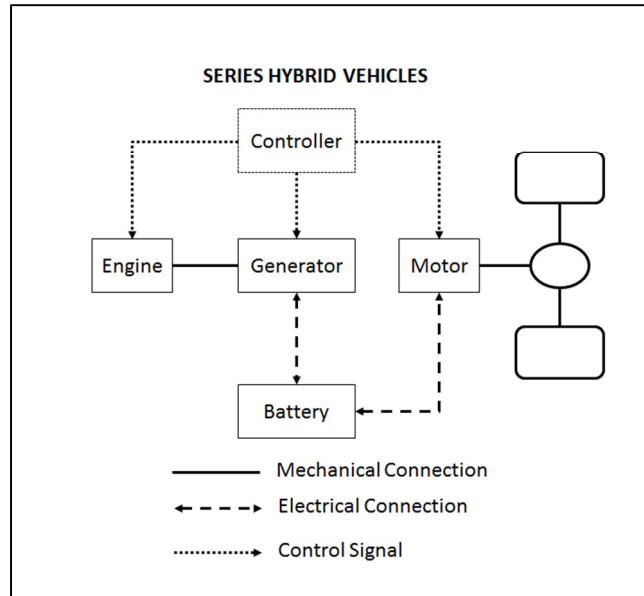 SERIES HYBRID VEHICLES
Controller
Engine
Generator
Motor
Battery
Mechanical Connection
Electrical Connection
Control Signal